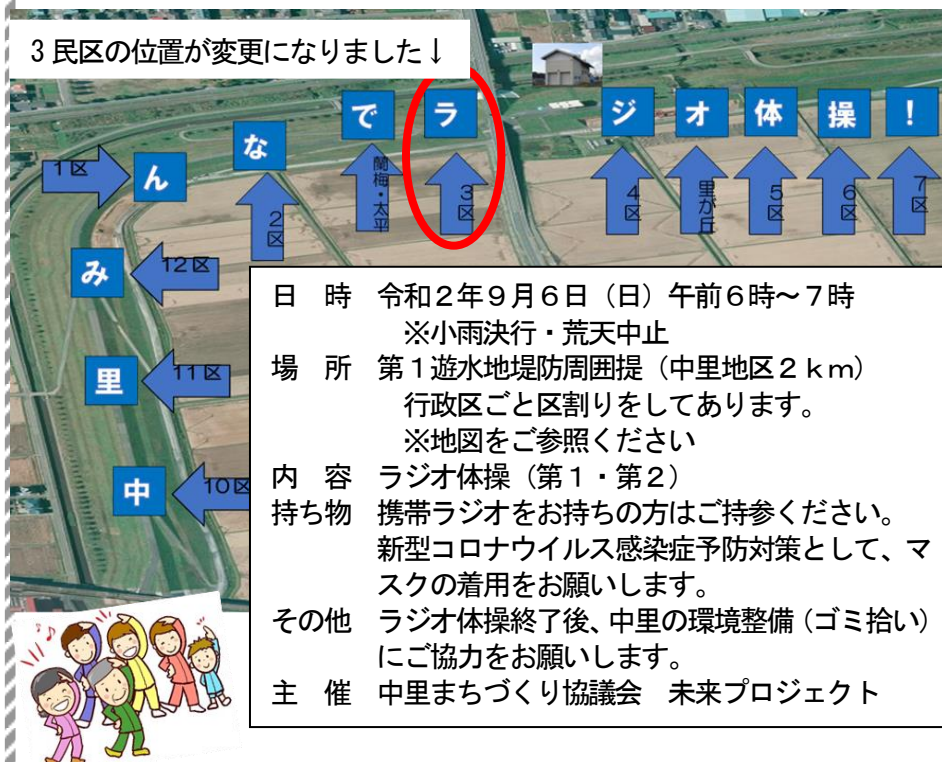 3民区の位置が変更になりました↓
で
ラ
ジ
オ
体
操
！
な
ん
み
里
中
1区
2区
蘭梅・太平
3区
4区
里が丘
5区
6区
7区
12区
11区
10区
日　時　令和２年９月６日（日）午前６時～７時
※小雨決行・荒天中止
場　所　第１遊水地堤防周囲提（中里地区２ｋｍ）
行政区ごと区割りをしてあります。
※地図をご参照ください
内　容　ラジオ体操（第１・第２）
持ち物　携帯ラジオをお持ちの方はご持参ください。
新型コロナウイルス感染症予防対策として、マ
スクの着用をお願いします。
その他　ラジオ体操終了後、中里の環境整備（ゴミ拾い）
にご協力をお願いします。
主　催　中里まちづくり協議会　未来プロジェクト